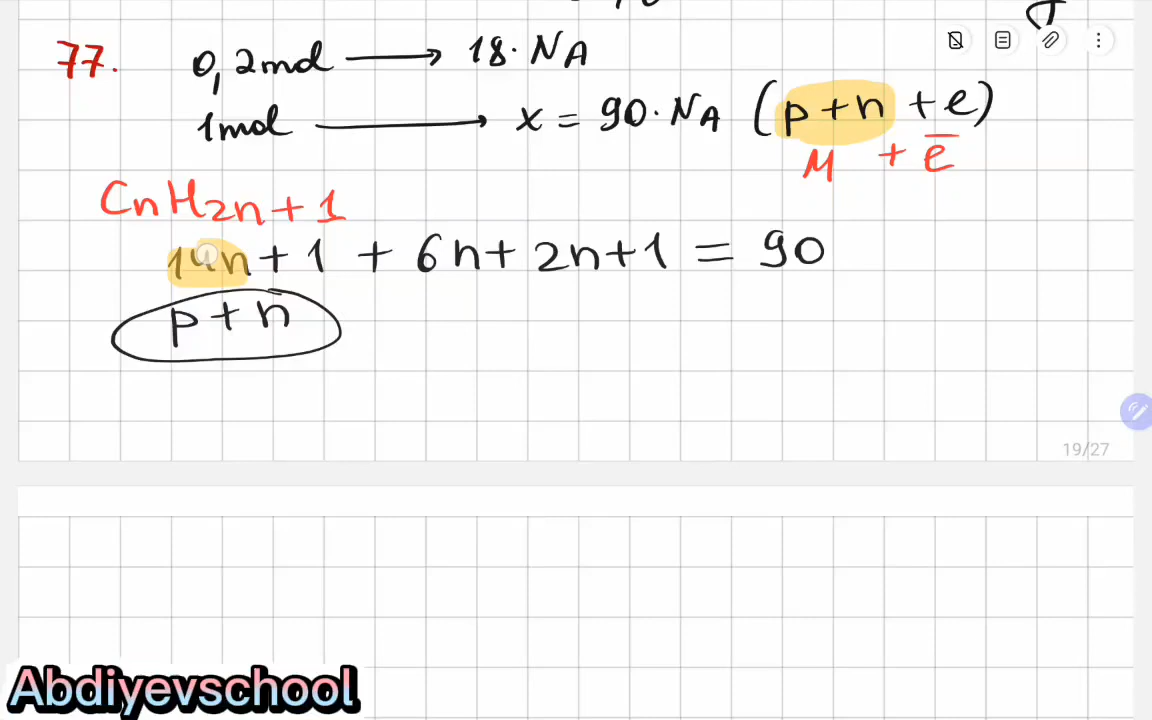 77. 0,2mol → 18·NA
1mol → x = 90·NA (p+n+e)
M + e̅
CnH2n+1
14n+1 + 6n+2n+1 = 90
p+n
19/27
Abdiyevschool